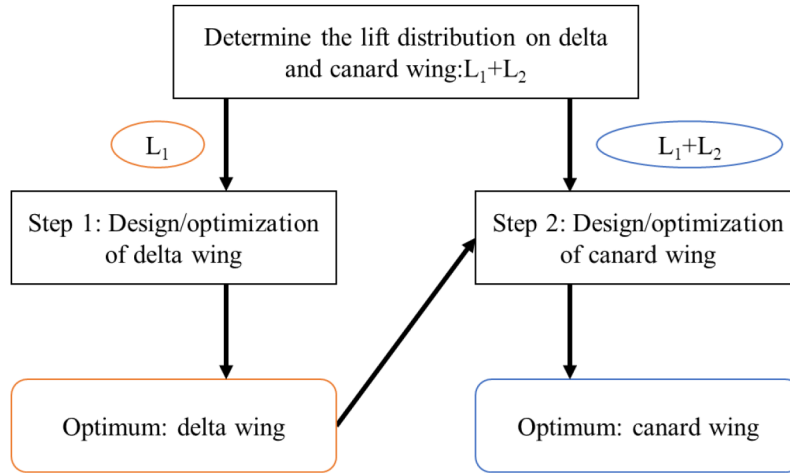 Determine the lift distribution on delta
and canard wing:L₁+L₂
L₁
L₁+L₂
Step 1: Design/optimization
of delta wing
Step 2: Design/optimization
of canard wing
Optimum: delta wing
Optimum: canard wing